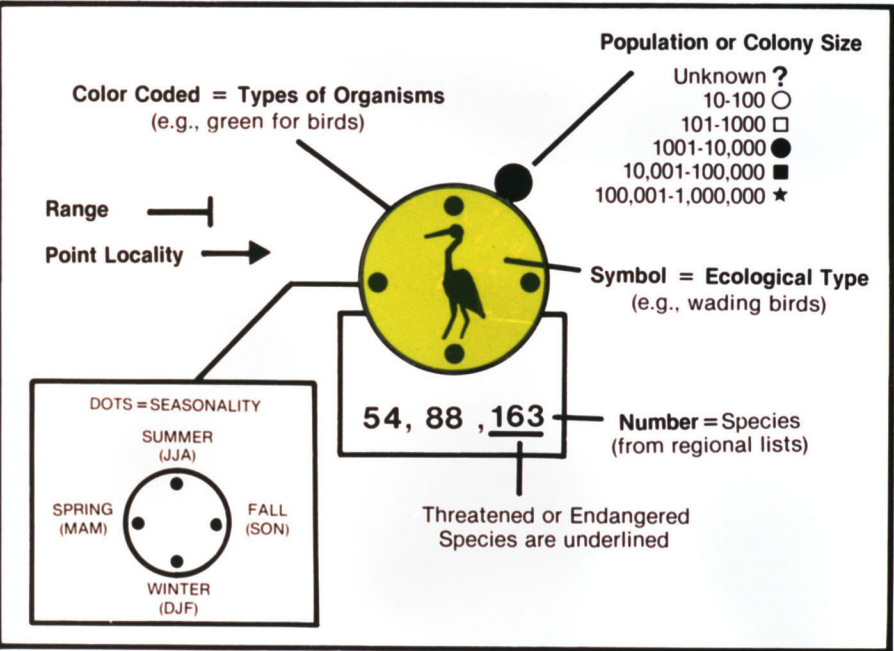 Population or Colony Size
Unknown ?
10-100
101-1000
1001-10,000
10,001-100,000
100,001-1,000,000
Color Coded = Types of Organisms
(e.g., green for birds)
Range
Point Locality
Symbol = Ecological Type
(e.g., wading birds)
54, 88 ,163
Number = Species
(from regional lists)
Threatened or Endangered
Species are underlined
DOTS = SEASONALITY
SUMMER
(JJA)
SPRING
(MAM)
FALL
(SON)
WINTER
(DJF)